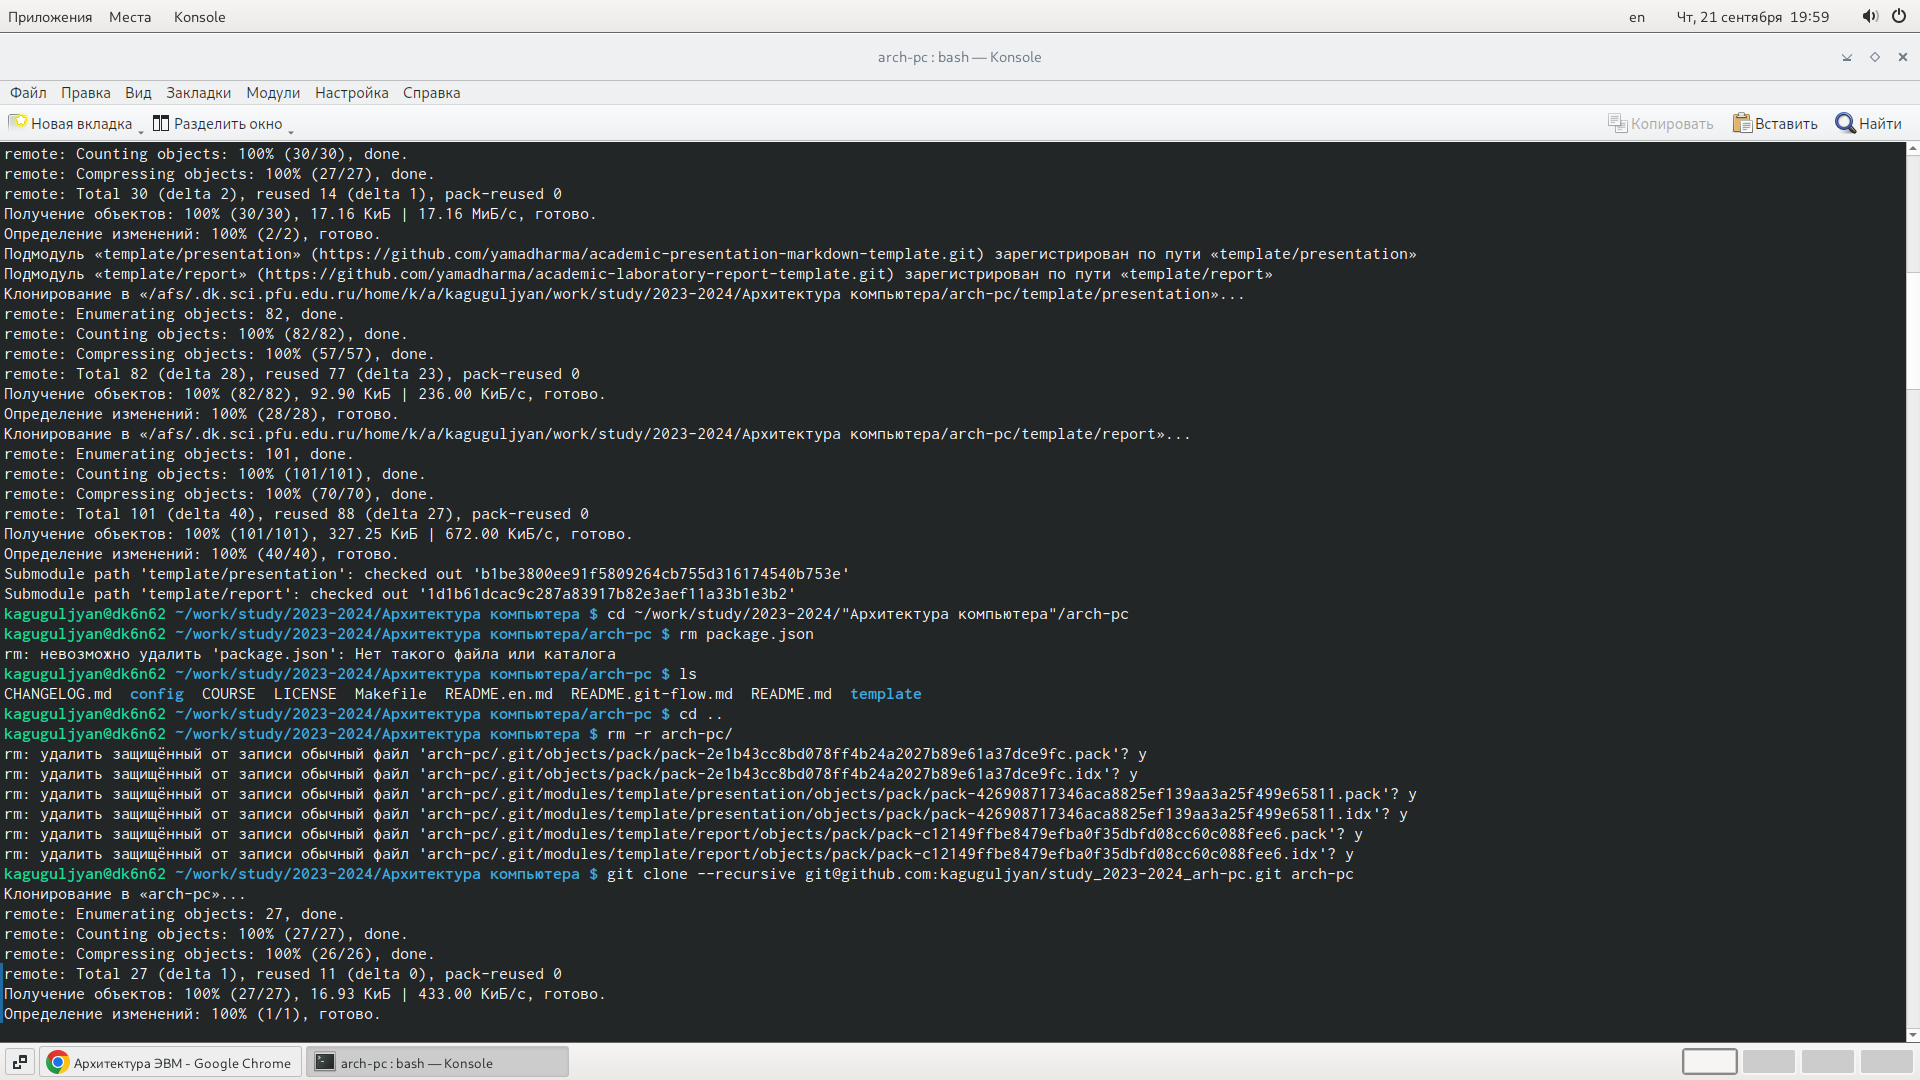 Приложения Места Konsole en Чт, 21 сентября 19:59
arch-pc : bash — Konsole
Файл Правка Вид Закладки Модули Настройка Справка
Новая вкладка Разделить окно Копировать Вставить Найти
remote: Counting objects: 100% (30/30), done.
remote: Compressing objects: 100% (27/27), done.
remote: Total 30 (delta 2), reused 14 (delta 1), pack-reused 0
Получение объектов: 100% (30/30), 17.16 КиБ | 17.16 МиБ/с, готово.
Определение изменений: 100% (2/2), готово.
Подмодуль «template/presentation» (https://github.com/yamadharma/academic-presentation-markdown-template.git) зарегистрирован по пути «template/presentation»
Подмодуль «template/report» (https://github.com/yamadharma/academic-laboratory-report-template.git) зарегистрирован по пути «template/report»
Клонирование в «/afs/.dk.sci.pfu.edu.ru/home/k/a/kaguguljyan/work/study/2023-2024/Архитектура компьютера/arch-pc/template/presentation»...
remote: Enumerating objects: 82, done.
remote: Counting objects: 100% (82/82), done.
remote: Compressing objects: 100% (57/57), done.
remote: Total 82 (delta 28), reused 77 (delta 23), pack-reused 0
Получение объектов: 100% (82/82), 92.90 КиБ | 236.00 КиБ/с, готово.
Определение изменений: 100% (28/28), готово.
Клонирование в «/afs/.dk.sci.pfu.edu.ru/home/k/a/kaguguljyan/work/study/2023-2024/Архитектура компьютера/arch-pc/template/report»...
remote: Enumerating objects: 101, done.
remote: Counting objects: 100% (101/101), done.
remote: Compressing objects: 100% (70/70), done.
remote: Total 101 (delta 40), reused 88 (delta 27), pack-reused 0
Получение объектов: 100% (101/101), 327.25 КиБ | 672.00 КиБ/с, готово.
Определение изменений: 100% (40/40), готово.
Submodule path 'template/presentation': checked out 'b1be3800ee91f5809264cb755d316174540b753e'
Submodule path 'template/report': checked out '1d1b61dcac9c287a83917b82e3aef11a33b1e3b2'
kaguguljyan@dk6n62 ~/work/study/2023-2024/Архитектура компьютера $ cd ~/work/study/2023-2024/"Архитектура компьютера"/arch-pc
kaguguljyan@dk6n62 ~/work/study/2023-2024/Архитектура компьютера/arch-pc $ rm package.json
rm: невозможно удалить 'package.json': Нет такого файла или каталога
kaguguljyan@dk6n62 ~/work/study/2023-2024/Архитектура компьютера/arch-pc $ ls
CHANGELOG.md config COURSE LICENSE Makefile README.en.md README.git-flow.md README.md template
kaguguljyan@dk6n62 ~/work/study/2023-2024/Архитектура компьютера/arch-pc $ cd ..
kaguguljyan@dk6n62 ~/work/study/2023-2024/Архитектура компьютера $ rm -r arch-pc/
rm: удалить защищённый от записи обычный файл 'arch-pc/.git/objects/pack/pack-2e1b43cc8bd078ff4b24a2027b89e61a37dce9fc.pack'? y
rm: удалить защищённый от записи обычный файл 'arch-pc/.git/objects/pack/pack-2e1b43cc8bd078ff4b24a2027b89e61a37dce9fc.idx'? y
rm: удалить защищённый от записи обычный файл 'arch-pc/.git/modules/template/presentation/objects/pack/pack-426908717346aca8825ef139aa3a25f499e65811.pack'? y
rm: удалить защищённый от записи обычный файл 'arch-pc/.git/modules/template/presentation/objects/pack/pack-426908717346aca8825ef139aa3a25f499e65811.idx'? y
rm: удалить защищённый от записи обычный файл 'arch-pc/.git/modules/template/report/objects/pack/pack-c12149ffbe8479efba0f35dbfd08cc60c088fee6.pack'? y
rm: удалить защищённый от записи обычный файл 'arch-pc/.git/modules/template/report/objects/pack/pack-c12149ffbe8479efba0f35dbfd08cc60c088fee6.idx'? y
kaguguljyan@dk6n62 ~/work/study/2023-2024/Архитектура компьютера $ git clone --recursive git@github.com:kaguguljyan/study_2023-2024_arh-pc.git arch-pc
Клонирование в «arch-pc»...
remote: Enumerating objects: 27, done.
remote: Counting objects: 100% (27/27), done.
remote: Compressing objects: 100% (26/26), done.
remote: Total 27 (delta 1), reused 11 (delta 0), pack-reused 0
Получение объектов: 100% (27/27), 16.93 КиБ | 433.00 КиБ/с, готово.
Определение изменений: 100% (1/1), готово.
Архитектура ЭВМ - Google Chrome arch-pc : bash — Konsole